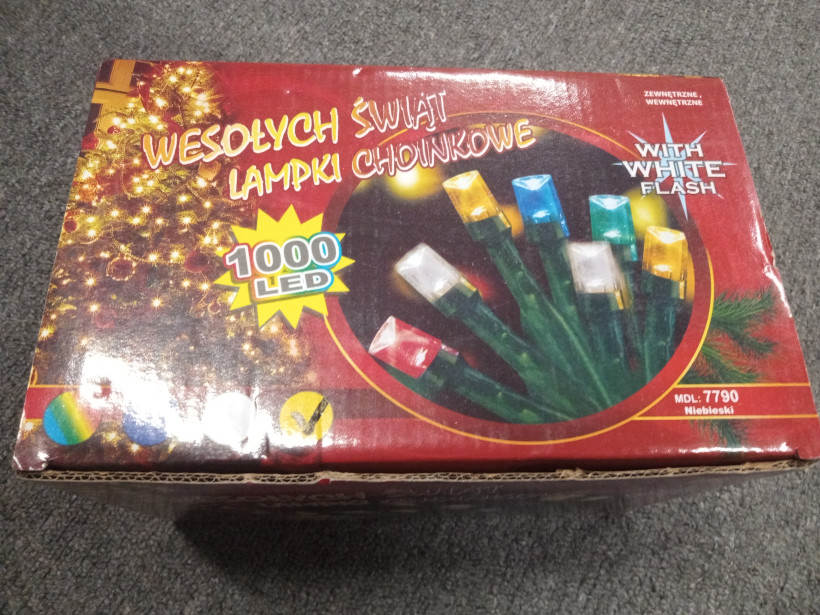 WESOŁYCH ŚWIĄT
LAMPKI CHOINKOWE
1000
LED
ZEWNĘTRZNE,
WEWNĘTRZNE
WITH
WHITE
FLASH
MDL: 7790
Niebieski